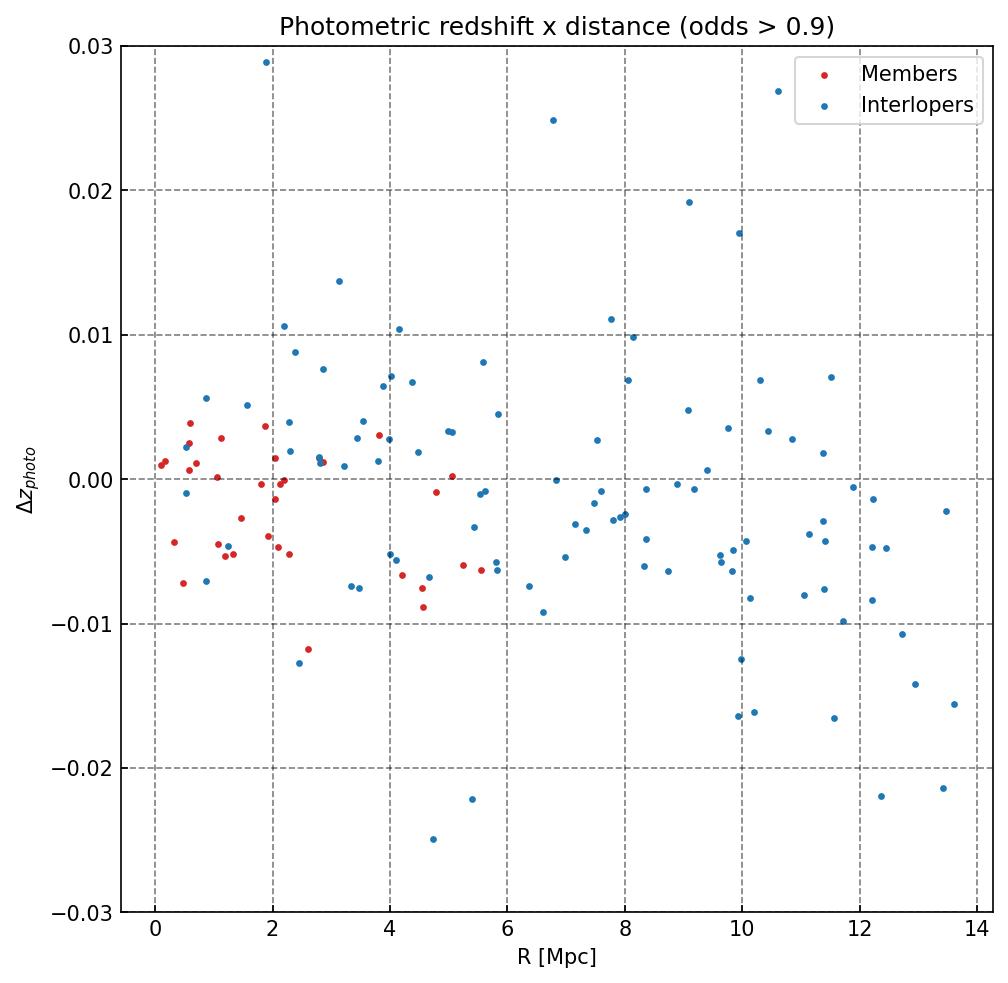 Photometric redshift x distance (odds > 0.9)
Members
Interlopers
0.03
0.02
0.01
0.00
−0.01
−0.02
−0.03
Δz_photo
0 2 4 6 8 10 12 14
R [Mpc]